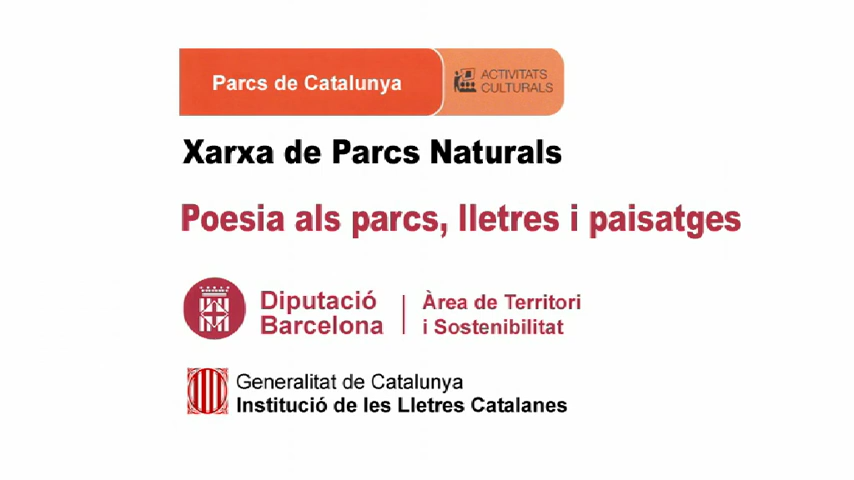 Parcs de Catalunya
ACTIVITATS
CULTURALS
Xarxa de Parcs Naturals
Poesia als parcs, lletres i paisatges
Diputació
Barcelona
Àrea de Territori
i Sostenibilitat
Generalitat de Catalunya
Institució de les Lletres Catalanes